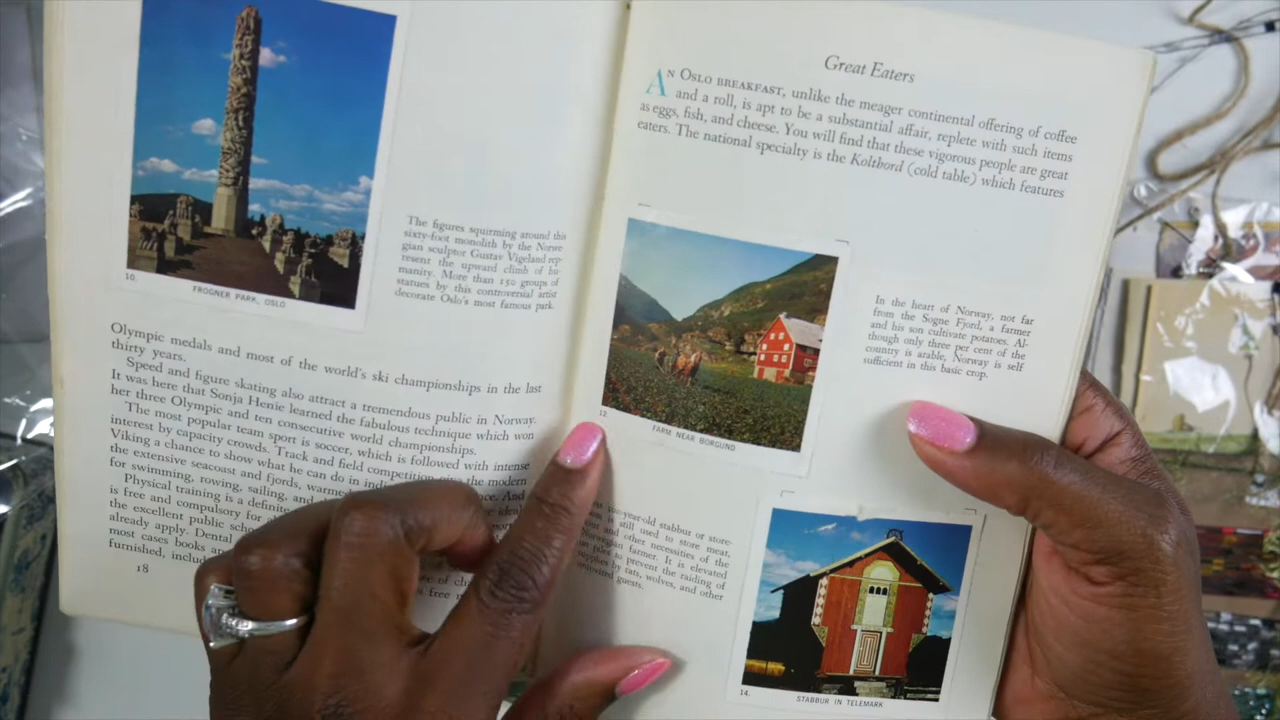 10.
FROGNER PARK, OSLO
The figures squirming around this
sixty-foot monolith by the Norwe-
gian sculptor Gustav Vigeland rep-
resent the upward climb of hu-
manity. More than 150 groups of
statues by this controversial artist
decorate Oslo's most famous park.
Olympic medals and most of the world's ski championships in the last
thirty years.
Speed and figure skating also attract a tremendous public in Norway.
It was here that Sonja Henie learned the fabulous technique which won
her three Olympic and ten consecutive world championships.
The most popular team sport is soccer, which is followed with intense
interest by capacity crowds. Track and field competition give the modern
Viking a chance to show what he can do in
the extensive seacoast and fjords, warmed
for swimming, rowing, sailing, and
Physical training is a definite
is free and compulsory for
the excellent public
already apply. Dental
most cases books
furnished,
18
Great Eaters
AN OSLO BREAKFAST, unlike the meager continental offering of coffee
and a roll, is apt to be a substantial affair, replete with such items
as eggs, fish, and cheese. You will find that these vigorous people are great
eaters. The national specialty is the Koltbord (cold table) which features
12
FARM NEAR BORGUND
In the heart of Norway, not far
from the Sogne Fjord, a farmer
and his son cultivate potatoes. Al-
though only three per cent of the
country is arable, Norway is self
sufficient in this basic crop.
-year-old stabbur or store-
is still used to store meat,
and other necessities of the
Norwegian farmer. It is elevated
piles to prevent the raiding of
supplies by rats, wolves, and other
uninvited guests.
14.
STABBUR IN TELEMARK